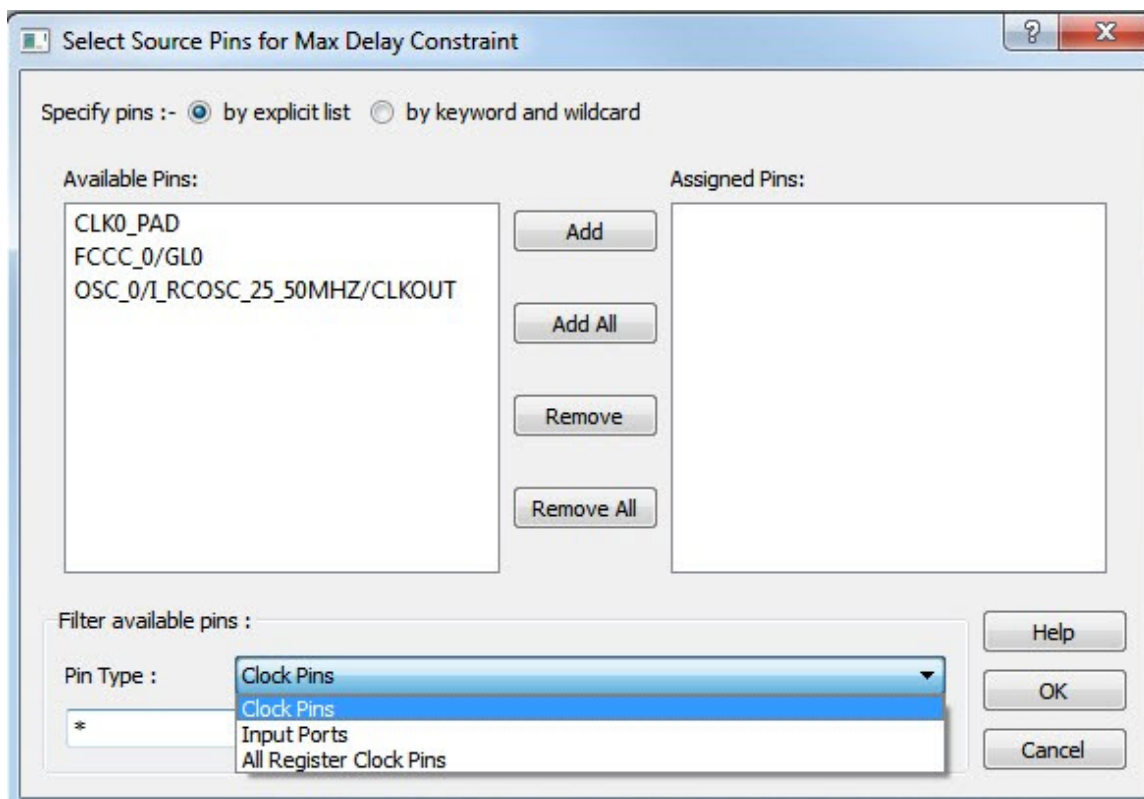 Select Source Pins for Max Delay Constraint
Specify pins :- by explicit list by keyword and wildcard
Available Pins:
Assigned Pins:
CLK0_PAD
FCCC_0/GL0
OSC_0/I_RCOSC_25_50MHZ/CLKOUT
Add
Add All
Remove
Remove All
Filter available pins :
Pin Type : Clock Pins
Clock Pins
Input Ports
All Register Clock Pins
*
Help
OK
Cancel